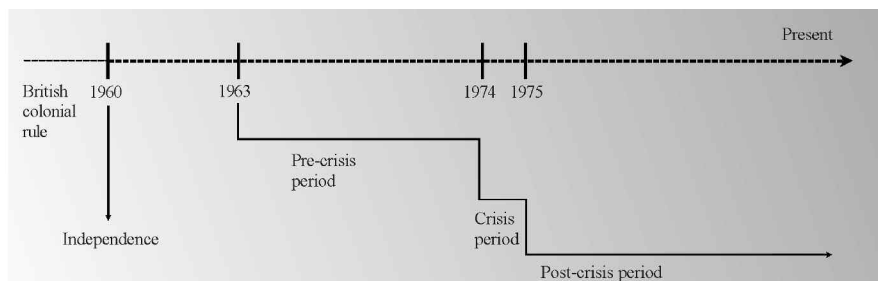 Present
British
colonial
rule
1960
1963
1974
1975
Pre-crisis
period
Independence
Crisis
period
Post-crisis period